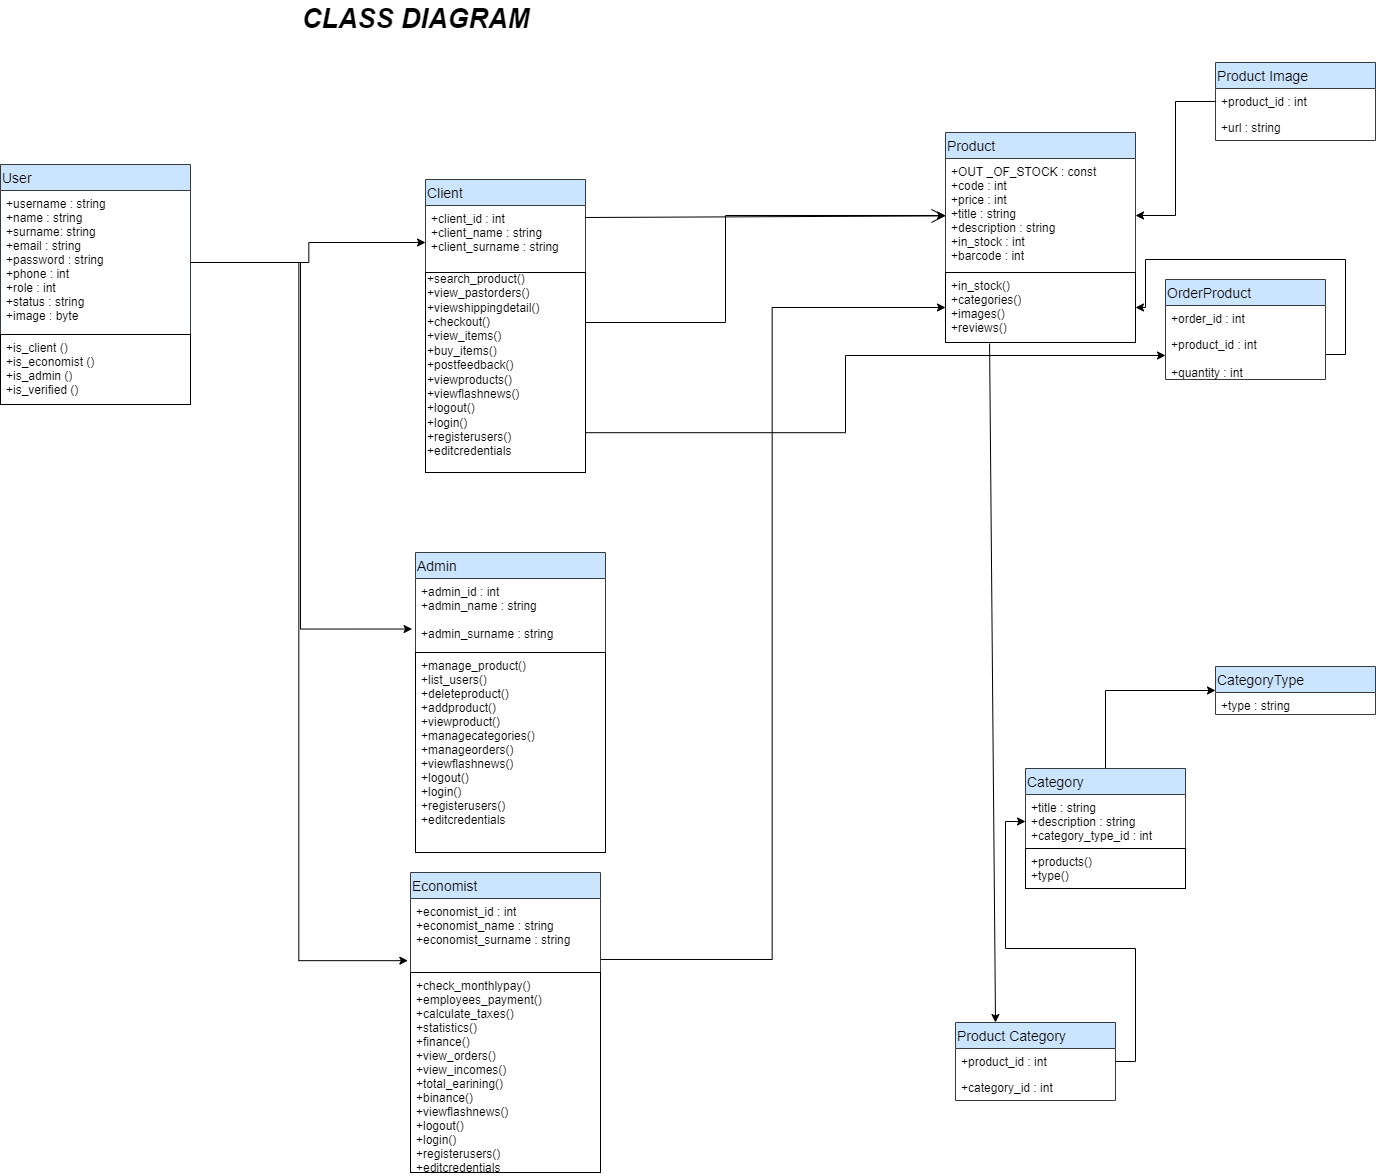 CLASS DIAGRAM
User
+username : string
+name : string
+surname: string
+email : string
+password : string
+phone : int
+role : int
+status : string
+image : byte
+is_client ()
+is_economist ()
+is_admin ()
+is_verified ()
Client
+client_id : int
+client_name : string
+client_surname : string
+search_product()
+view_pastorders()
+viewshippingdetail()
+checkout()
+view_items()
+buy_items()
+postfeedback()
+viewproducts()
+viewflashnews()
+logout()
+login()
+registerusers()
+editcredentials
Product
+OUT _OF_STOCK : const
+code : int
+price : int
+title : string
+description : string
+in_stock : int
+barcode : int
+in_stock()
+categories()
+images()
+reviews()
Product Image
+product_id : int
+url : string
OrderProduct
+order_id : int
+product_id : int
+quantity : int
Admin
+admin_id : int
+admin_name : string
+admin_surname : string
+manage_product()
+list_users()
+deleteproduct()
+addproduct()
+viewproduct()
+managecategories()
+manageorders()
+viewflashnews()
+logout()
+login()
+registerusers()
+editcredentials
CategoryType
+type : string
Category
+title : string
+description : string
+category_type_id : int
+products()
+type()
Economist
+economist_id : int
+economist_name : string
+economist_surname : string
+check_monthlypay()
+employees_payment()
+calculate_taxes()
+statistics()
+finance()
+view_orders()
+view_incomes()
+total_earining()
+binance()
+viewflashnews()
+logout()
+login()
+registerusers()
+editcredentials
Product Category
+product_id : int
+category_id : int